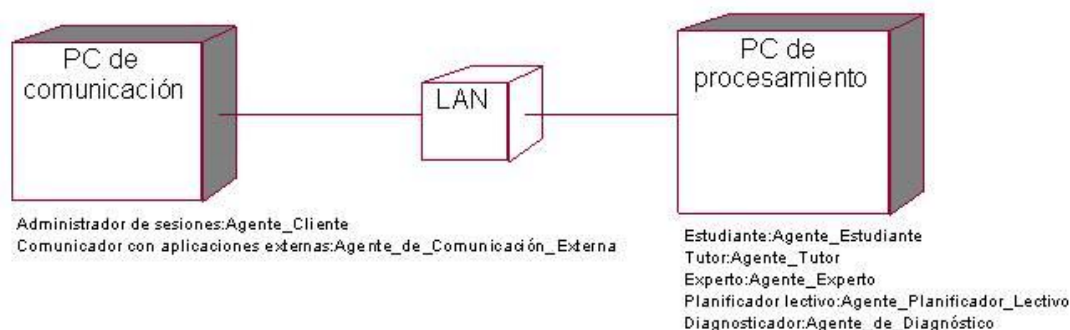 PC de
comunicación
LAN
PC de
procesamiento
Administrador de sesiones:Agente_Cliente
Comunicador con aplicaciones externas:Agente_de_Comunicación_Externa
Estudiante:Agente_Estudiante
Tutor:Agente_Tutor
Experto:Agente_Experto
Planificador lectivo:Agente_Planificador_Lectivo
Diagnosticador:Agente_de_Diagnóstico